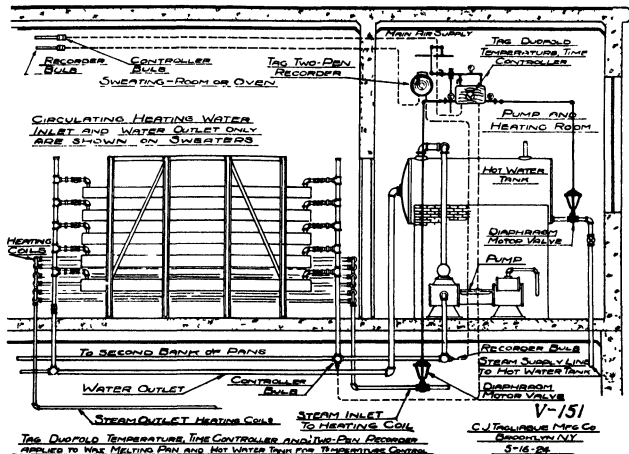 MAIN AIR SUPPLY
RECORDER
BULB
CONTROLLER
BULB
SWEATING-ROOM OR OVEN
TAG TWO-PEN
RECORDER
TAG DUOFOLD
TEMPERATURE, TIME
CONTROLLER
CIRCULATING HEATING WATER
INLET AND WATER OUTLET ONLY
ARE SHOWN ON SWEATERS
PUMP AND
HEATING ROOM
HOT WATER
TANK
HEATING
COILS
DIAPHRAGM
MOTOR VALVE
PUMP
TO SECOND BANK OF PANS
RECORDER BULB
STEAM SUPPLY LINE
TO HOT WATER TANK
WATER OUTLET
CONTROLLER
BULB
DIAPHRAGM
MOTOR VALVE
STEAM OUTLET HEATING COILS
STEAM INLET
TO HEATING COIL
V-151
C.J. TAGLIABUE MFG CO
BROOKLYN NY
5-16-24
TAG DUOFOLD TEMPERATURE, TIME CONTROLLER AND TWO-PEN RECORDER
APPLIED TO WAX MELTING PAN AND HOT WATER TANK FOR TEMPERATURE CONTROL